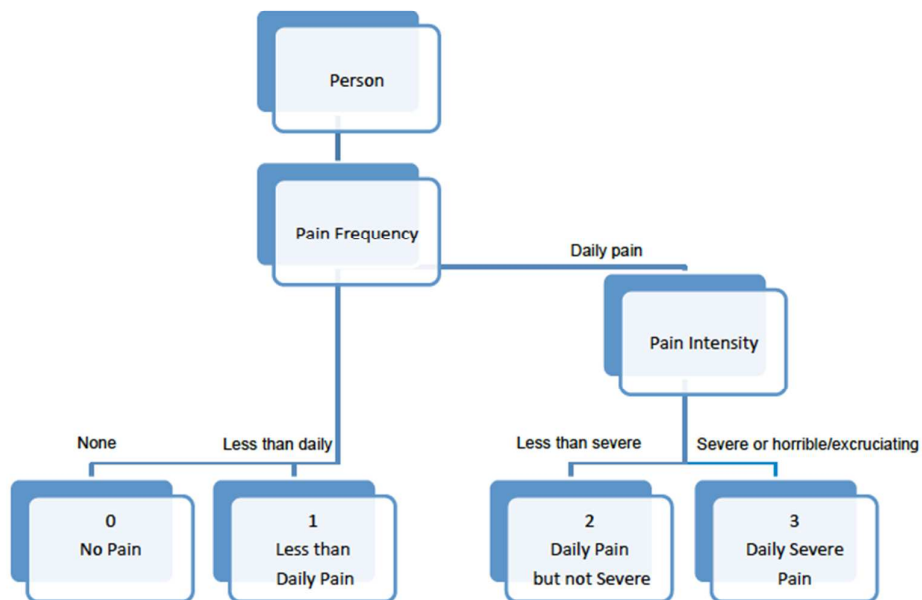 Person
Pain Frequency
Daily pain
Pain Intensity
None
Less than daily
Less than severe
Severe or horrible/excruciating
0
No Pain
1
Less than
Daily Pain
2
Daily Pain
but not Severe
3
Daily Severe
Pain